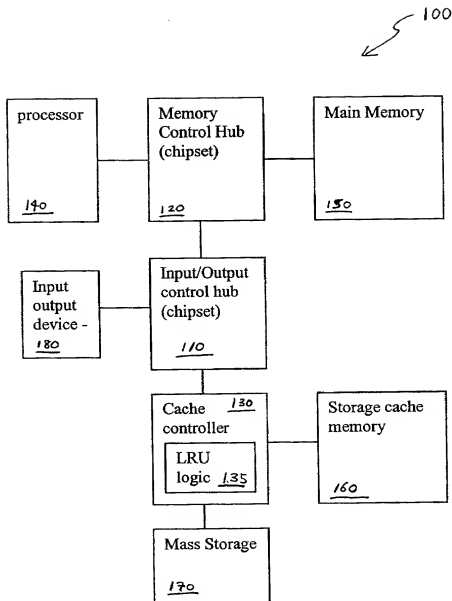 100
processor
140
Memory
Control Hub
(chipset)
120
Main Memory
150
Input
output
device -
180
Input/Output
control hub
(chipset)
110
Cache
controller
130
LRU
logic
135
Storage cache
memory
160
Mass Storage
170